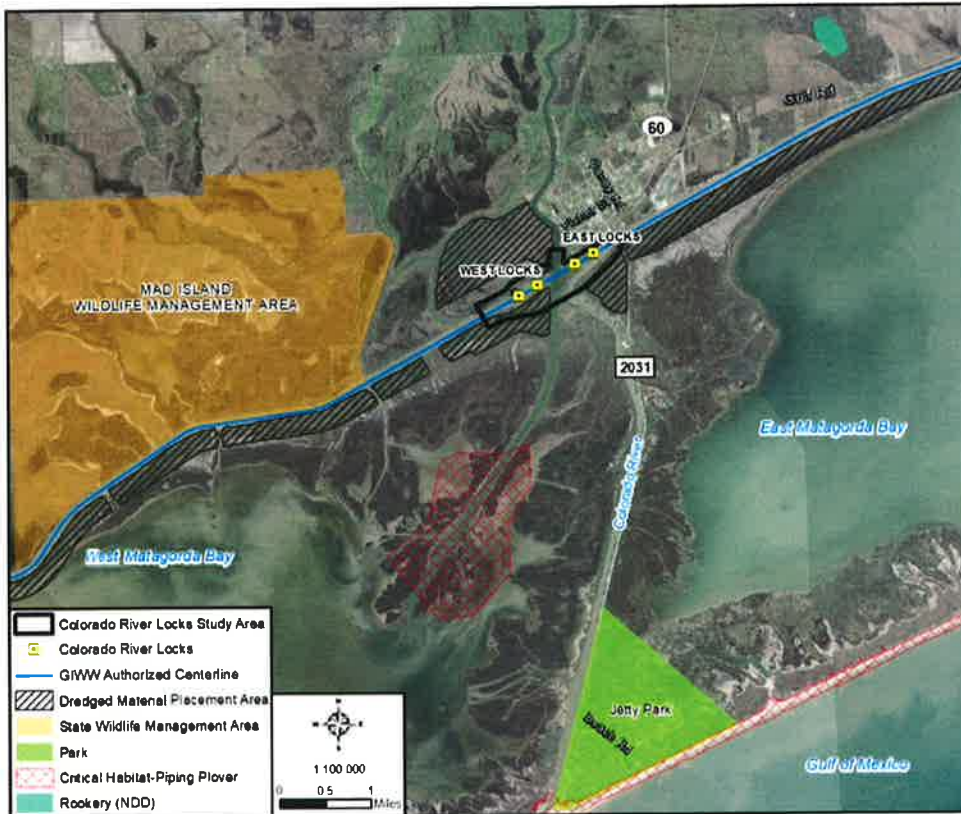 Gulf Rd
60
EAST LOCKS
WEST LOCKS
MAD ISLAND
WILDLIFE MANAGEMENT AREA
2031
East Matagorda Bay
Colorado River
West Matagorda Bay
Jetty Park
Gulf of Mexico
Colorado River Locks Study Area
Colorado River Locks
GIWW Authorized Centerline
Dredged Material Placement Area
State Wildlife Management Area
Park
Critical Habitat-Piping Plover
Rookery (NDD)
N
S
1 100 000
0 0 5 1
Miles